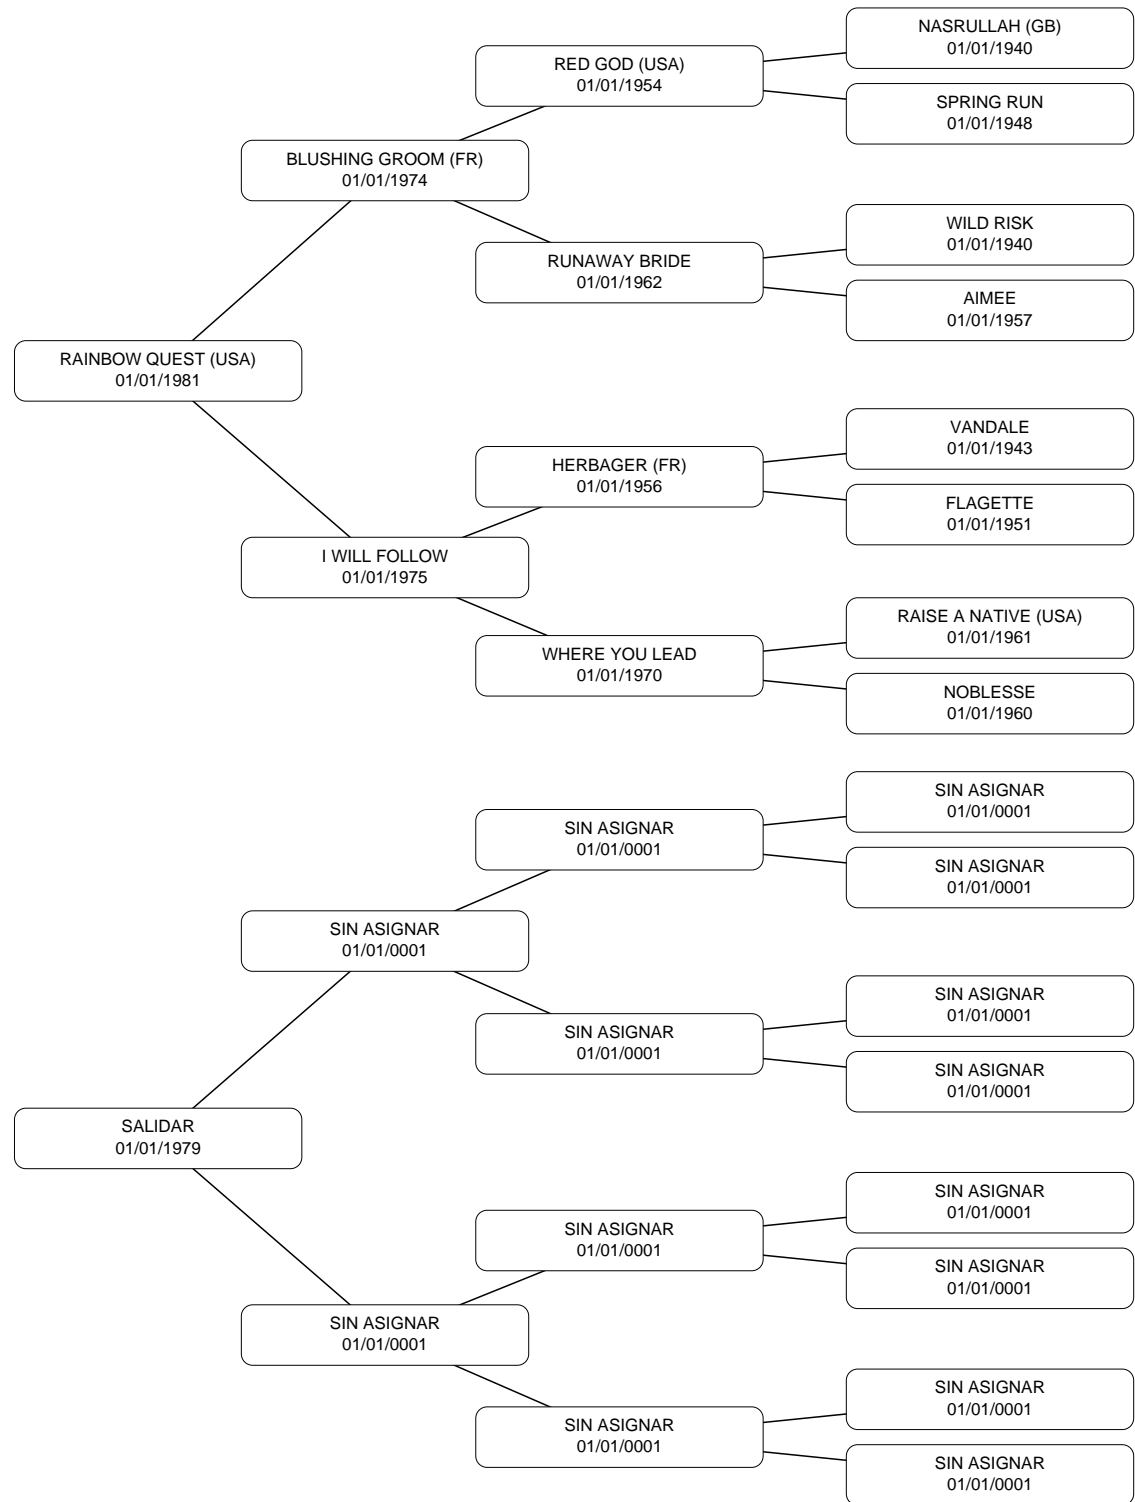 NASRULLAH (GB)
01/01/1940
RED GOD (USA)
01/01/1954
SPRING RUN
01/01/1948
BLUSHING GROOM (FR)
01/01/1974
WILD RISK
01/01/1940
RUNAWAY BRIDE
01/01/1962
AIMEE
01/01/1957
RAINBOW QUEST (USA)
01/01/1981
VANDALE
01/01/1943
HERBAGER (FR)
01/01/1956
FLAGETTE
01/01/1951
I WILL FOLLOW
01/01/1975
RAISE A NATIVE (USA)
01/01/1961
WHERE YOU LEAD
01/01/1970
NOBLESSE
01/01/1960
SIN ASIGNAR
01/01/0001
SIN ASIGNAR
01/01/0001
SIN ASIGNAR
01/01/0001
SIN ASIGNAR
01/01/0001
SIN ASIGNAR
01/01/0001
SIN ASIGNAR
01/01/0001
SIN ASIGNAR
01/01/0001
SALIDAR
01/01/1979
SIN ASIGNAR
01/01/0001
SIN ASIGNAR
01/01/0001
SIN ASIGNAR
01/01/0001
SIN ASIGNAR
01/01/0001
SIN ASIGNAR
01/01/0001
SIN ASIGNAR
01/01/0001
SIN ASIGNAR
01/01/0001